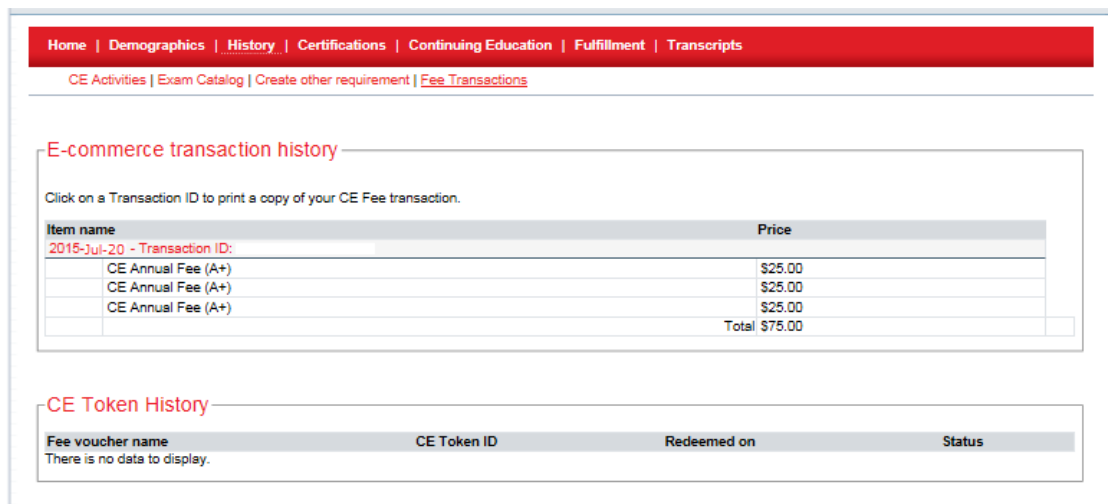 Home | Demographics | History | Certifications | Continuing Education | Fulfillment | Transcripts
CE Activities | Exam Catalog | Create other requirement | Fee Transactions
E-commerce transaction history
Click on a Transaction ID to print a copy of your CE Fee transaction.
Item name Price
2015-Jul-20 - Transaction ID:
CE Annual Fee (A+) $25.00
CE Annual Fee (A+) $25.00
CE Annual Fee (A+) $25.00
Total $75.00
CE Token History
Fee voucher name CE Token ID Redeemed on Status
There is no data to display.